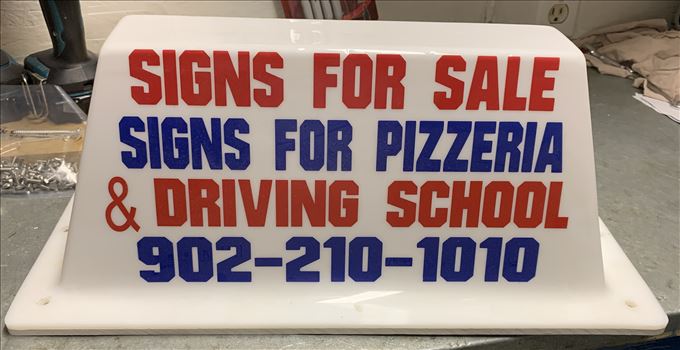 SIGNS FOR SALE
SIGNS FOR PIZZERIA
& DRIVING SCHOOL
902-210-1010